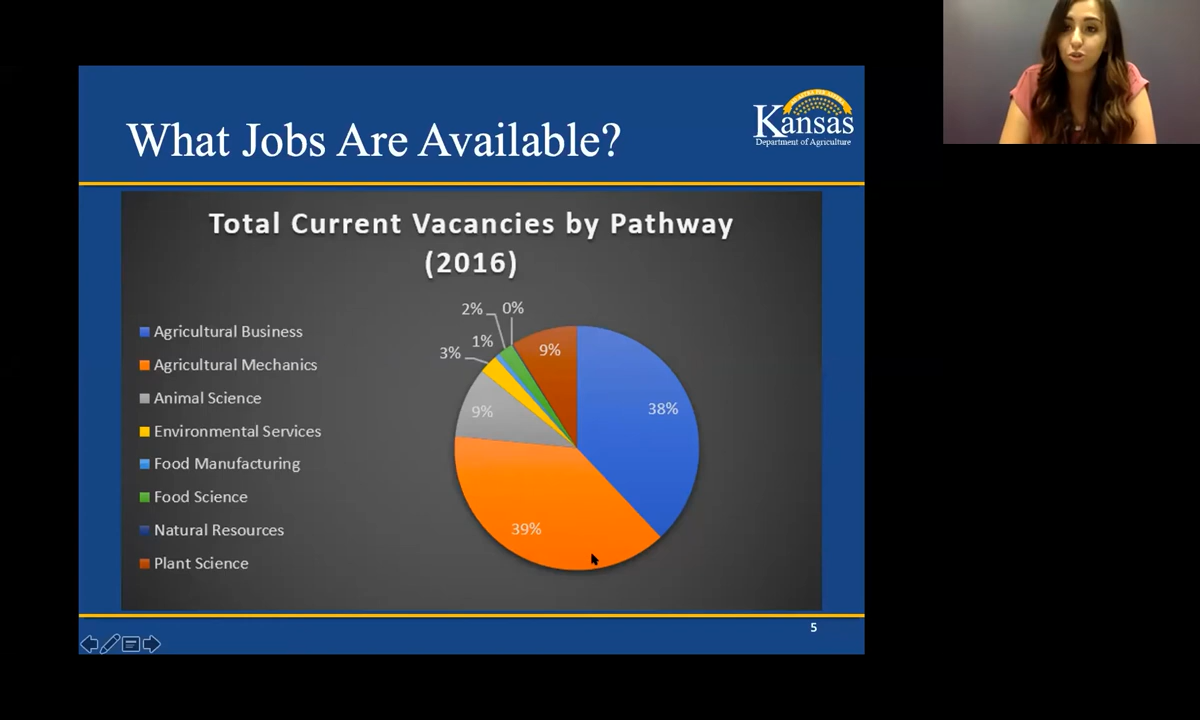 What Jobs Are Available?
Kansas
Department of Agriculture
Total Current Vacancies by Pathway
(2016)
Agricultural Business
Agricultural Mechanics
Animal Science
Environmental Services
Food Manufacturing
Food Science
Natural Resources
Plant Science
2%
0%
1%
3%
9%
38%
9%
39%
5